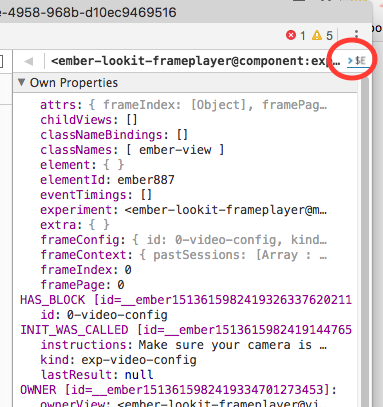 e-4958-968b-d10ec9469516
1 5
<ember-lookit-frameplayer@component:exp… >$E
Own Properties
attrs: { frameIndex: [Object], framePag…
childViews: []
classNameBindings: []
classNames: [ ember-view ]
element: { }
elementId: ember887
eventTimings: []
experiment: <ember-lookit-frameplayer@m…
extra: { }
frameConfig: { id: 0-video-config, kind…
frameContext: { pastSessions: [Array : …
frameIndex: 0
framePage: 0
HAS_BLOCK [id=__ember1513615982419326337620211
id: 0-video-config
INIT_WAS_CALLED [id=__ember1513615982419144765
instructions: Make sure your camera is …
kind: exp-video-config
lastResult: null
OWNER [id=__ember1513615982419334701273453]:
ownerView: <ember-lookit-frameplayer@vi…